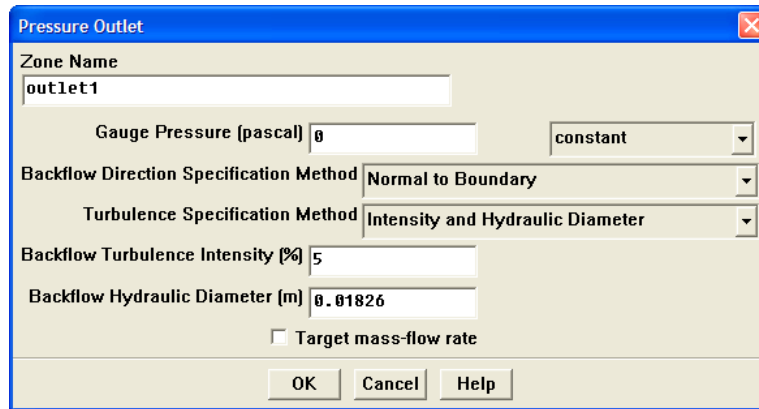 Pressure Outlet
Zone Name
outlet1
Gauge Pressure (pascal) 0 constant
Backflow Direction Specification Method Normal to Boundary
Turbulence Specification Method Intensity and Hydraulic Diameter
Backflow Turbulence Intensity (%) 5
Backflow Hydraulic Diameter (m) 0.01826
Target mass-flow rate
OK Cancel Help